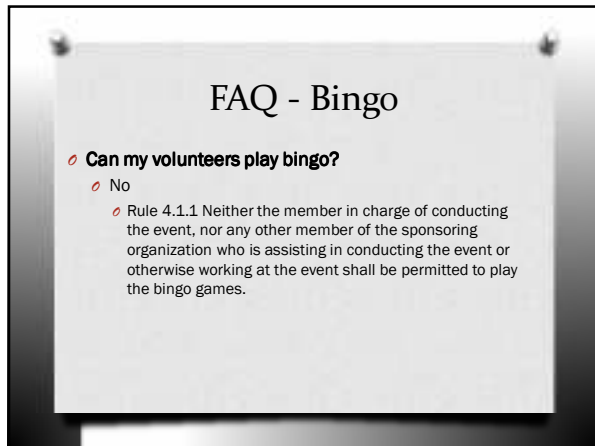 FAQ - Bingo
Can my volunteers play bingo?
No
Rule 4.1.1 Neither the member in charge of conducting
the event, nor any other member of the sponsoring
organization who is assisting in conducting the event or
otherwise working at the event shall be permitted to play
the bingo games.